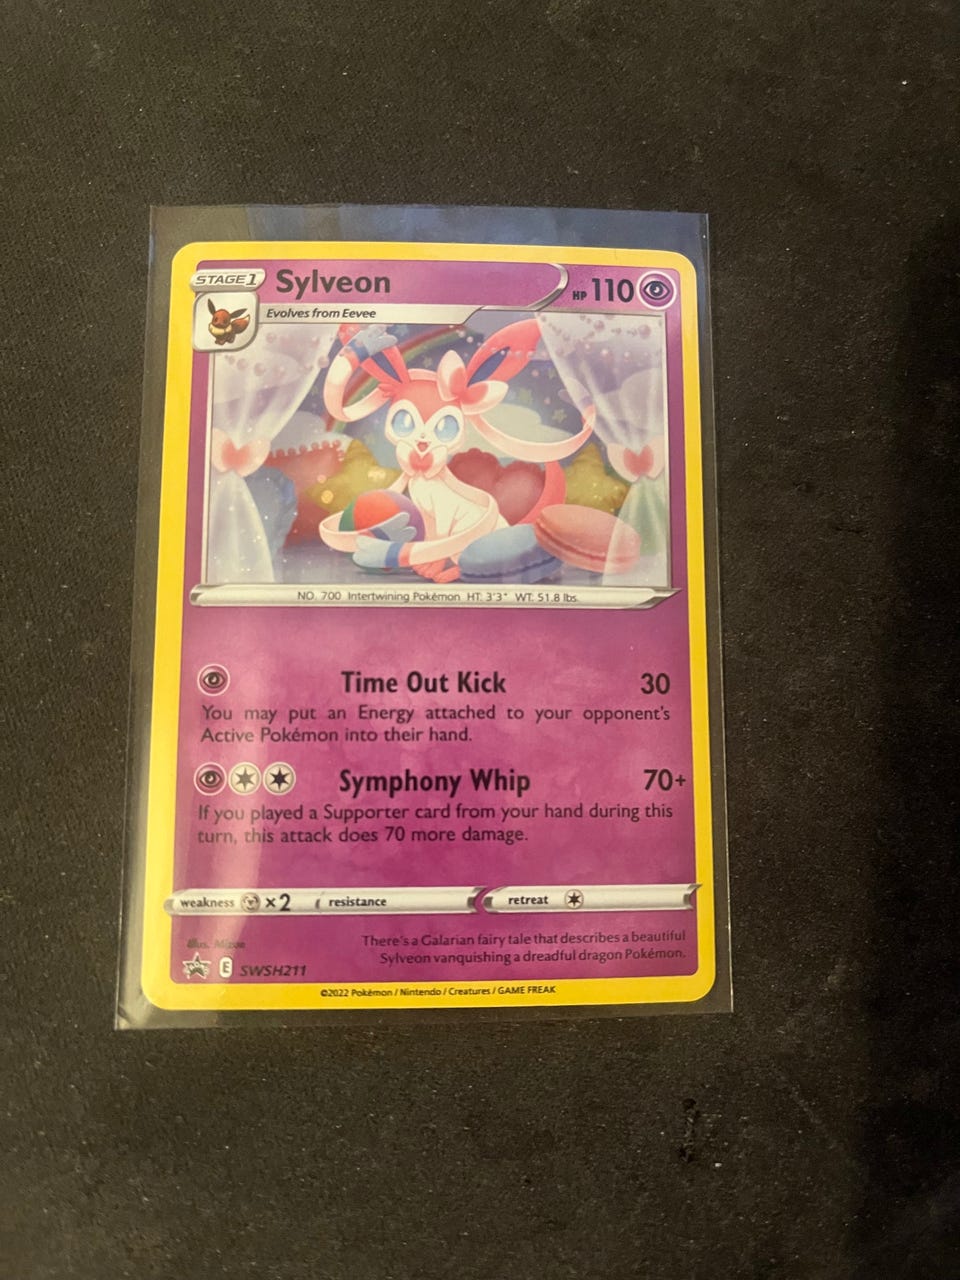 STAGE1 Sylveon HP 110
Evolves from Eevee
NO. 700 Intertwining Pokémon HT: 3'3" WT: 51.8 lbs.
Time Out Kick 30
You may put an Energy attached to your opponent's
Active Pokémon into their hand.
Symphony Whip 70+
If you played a Supporter card from your hand during this
turn, this attack does 70 more damage.
weakness ×2 resistance retreat
Illus. Mizue
There's a Galarian fairy tale that describes a beautiful
Sylveon vanquishing a dreadful dragon Pokémon.
E SWSH211
©2022 Pokémon / Nintendo / Creatures / GAME FREAK